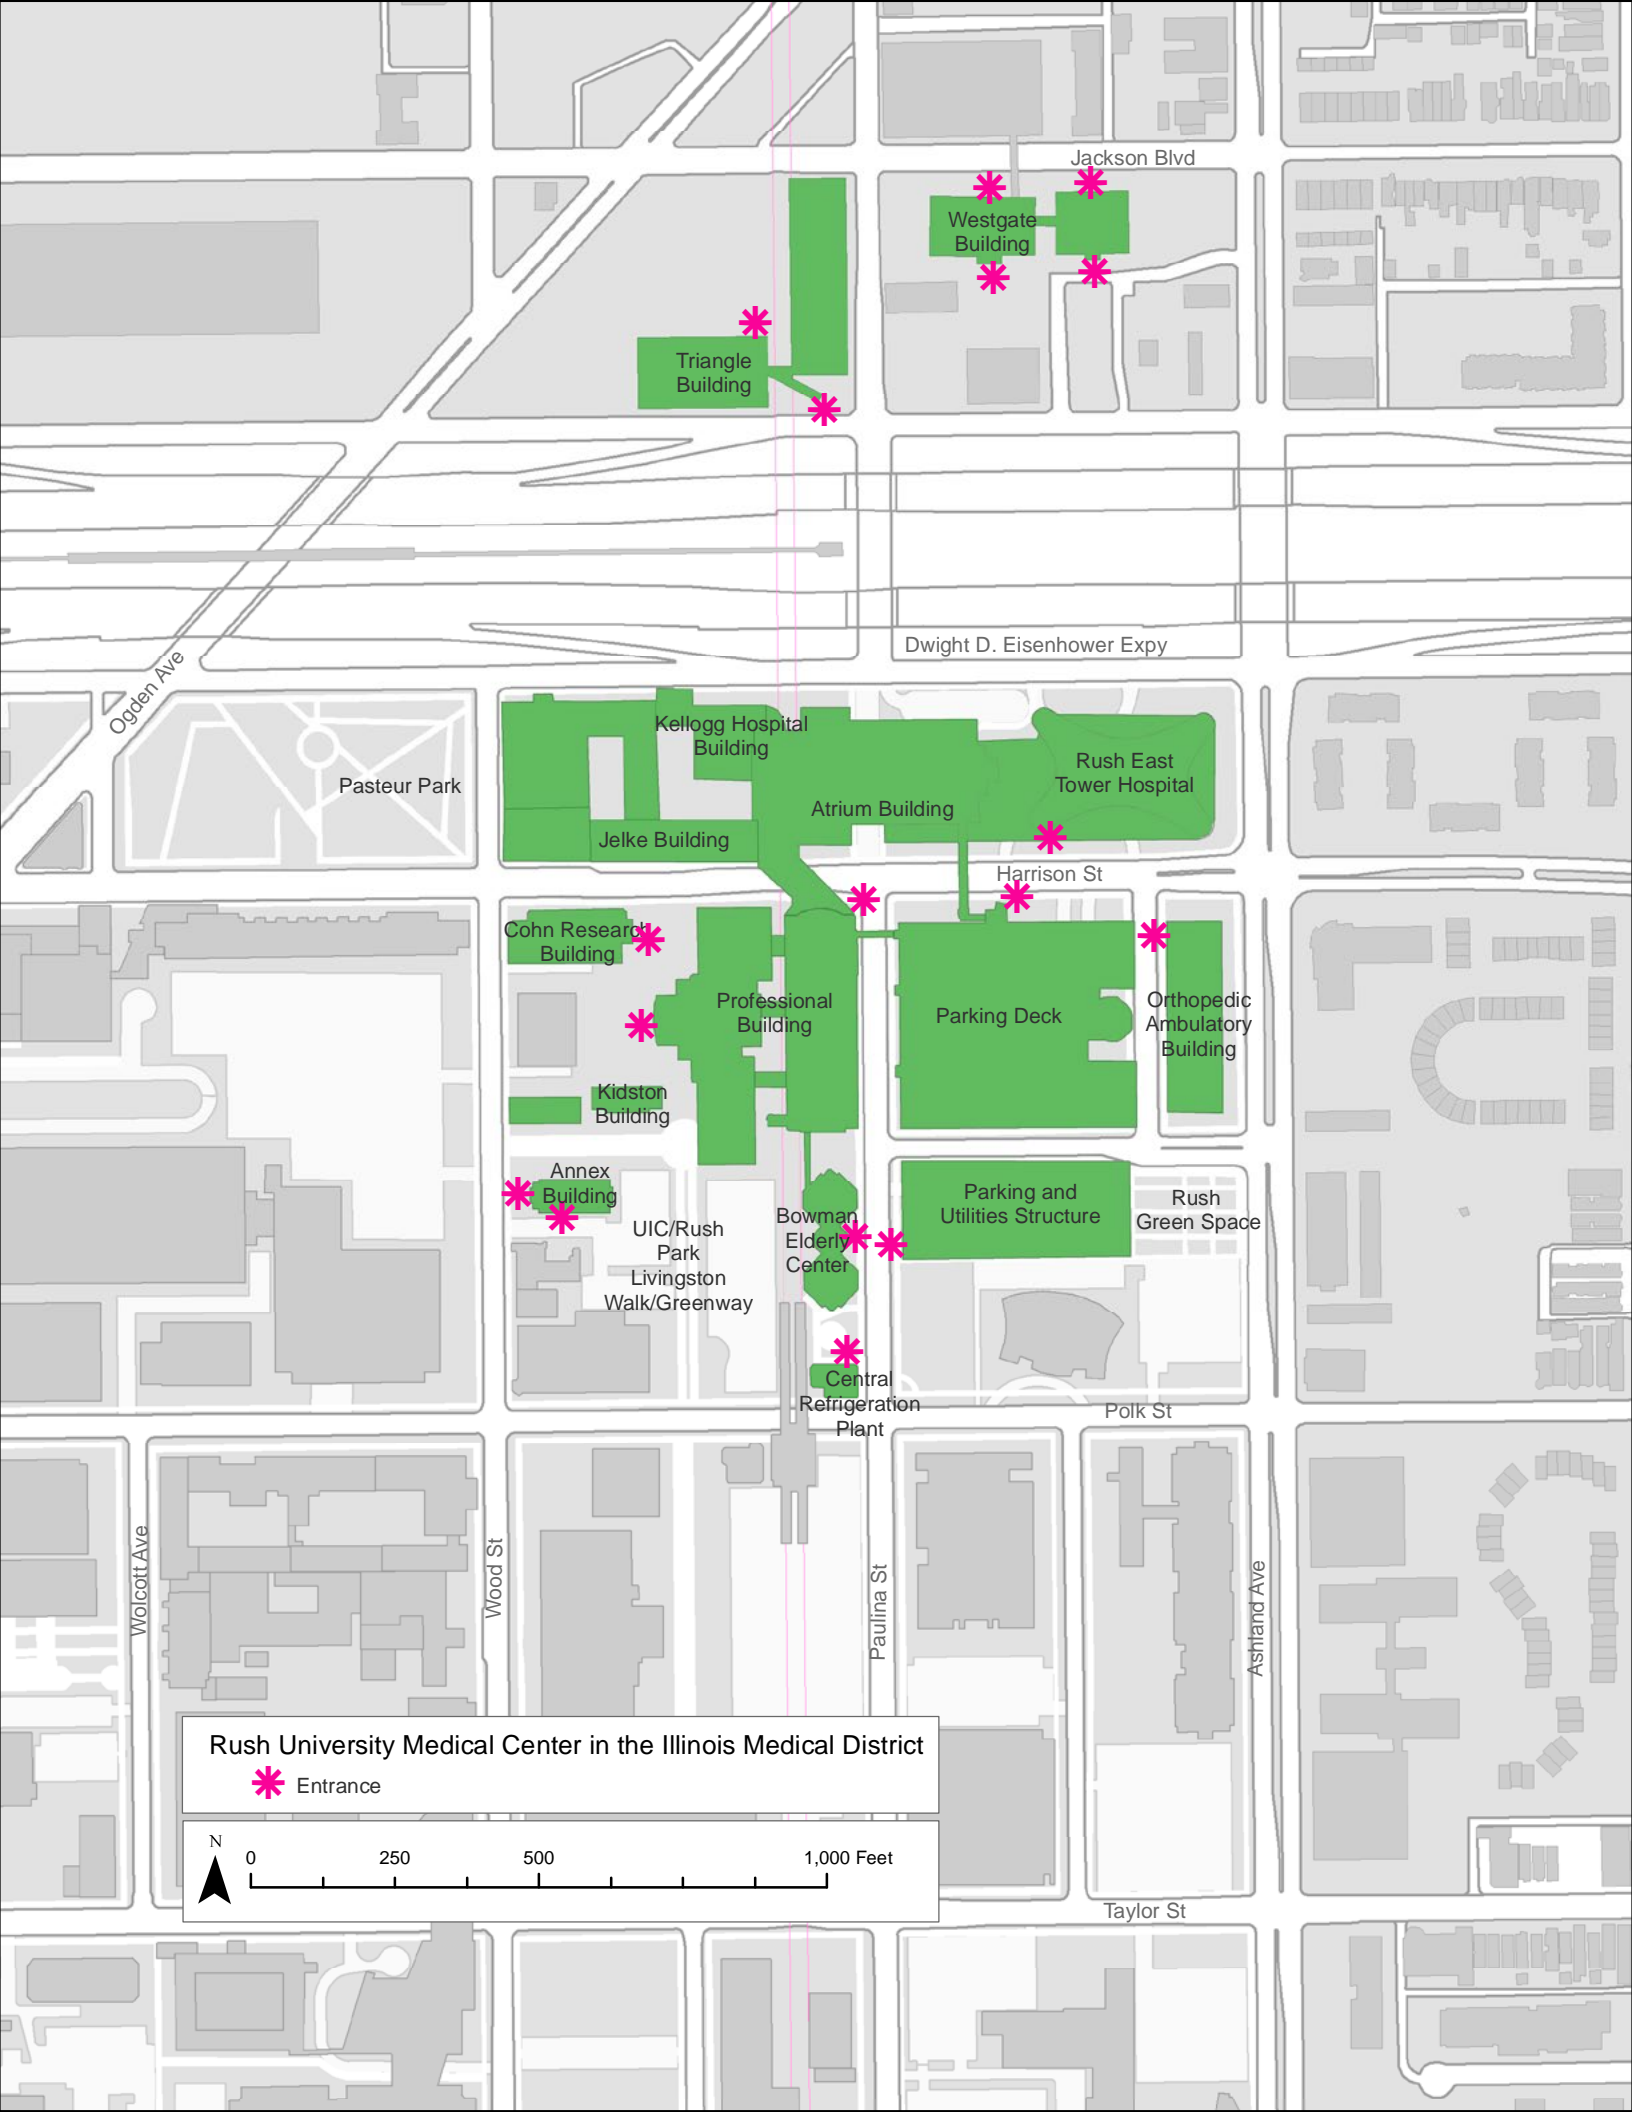 Jackson Blvd
Westgate
Building
Triangle
Building
Dwight D. Eisenhower Expy
Ogden Ave
Kellogg Hospital
Building
Rush East
Tower Hospital
Pasteur Park
Atrium Building
Jelke Building
Harrison St
Cohn Research
Building
Professional
Building
Parking Deck
Orthopedic
Ambulatory
Building
Kidston
Building
Annex
Building
Parking and
Utilities Structure
Rush
Green Space
UIC/Rush
Park
Livingston
Walk/Greenway
Bowman
Elderly
Center
Central
Refrigeration
Plant
Polk St
Wolcott Ave
Wood St
Paulina St
Ashland Ave
Rush University Medical Center in the Illinois Medical District
Entrance
N
0 250 500 1,000 Feet
Taylor St